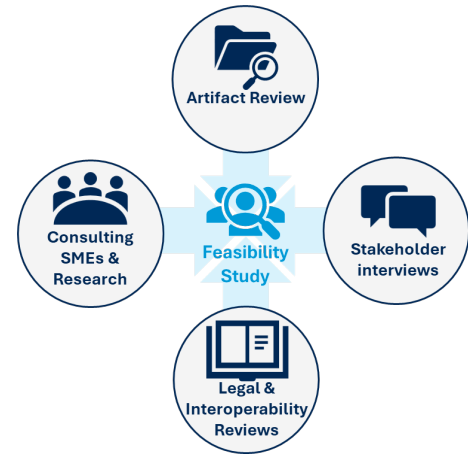 Artifact Review
Consulting
SMEs &
Research
Feasibility
Study
Stakeholder
interviews
Legal &
Interoperability
Reviews